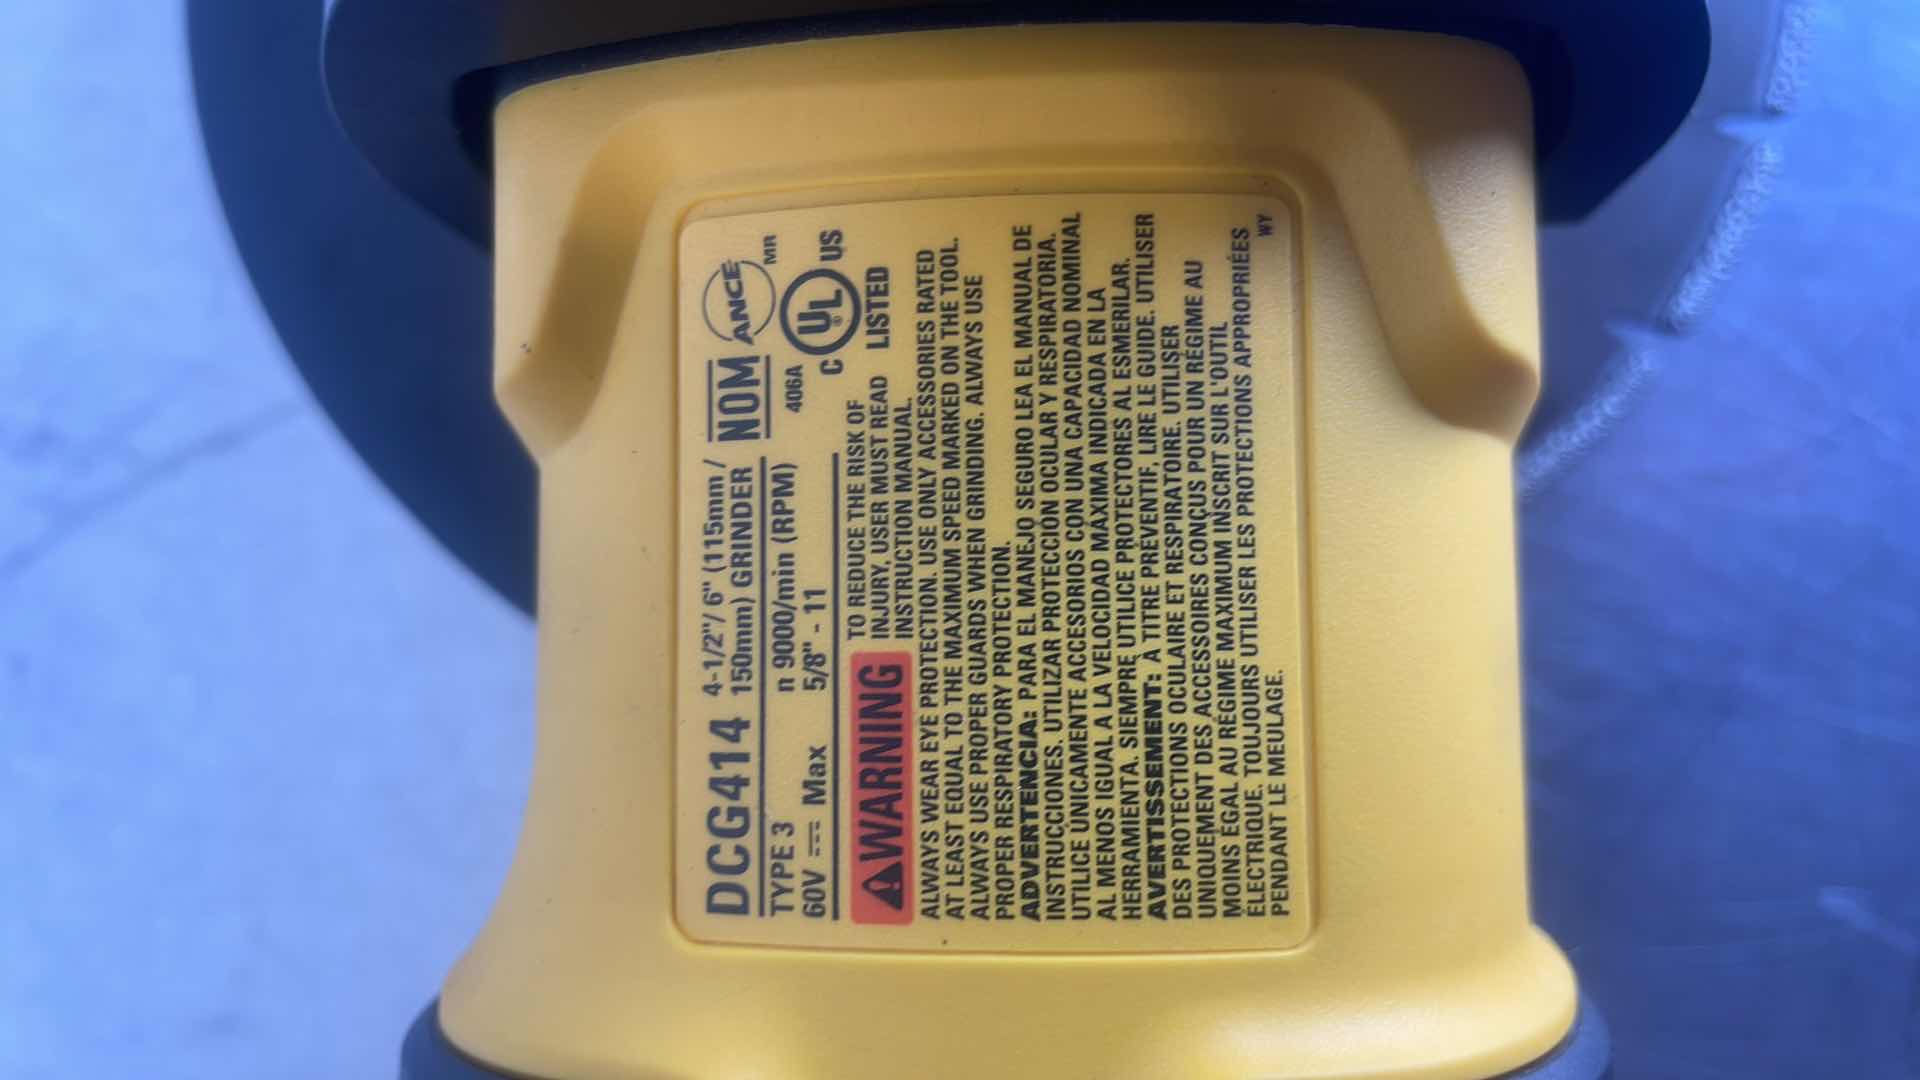 DCG414 4-1/2"/ 6" (115mm/
150mm) GRINDER
TYPE 3 n 9000/min (RPM)
60V Max 5/8" - 11
NOM
406A
ANCE
MR
C UL US
®
LISTED
WARNING
TO REDUCE THE RISK OF
INJURY, USER MUST READ
INSTRUCTION MANUAL.
ALWAYS WEAR EYE PROTECTION. USE ONLY ACCESSORIES RATED
AT LEAST EQUAL TO THE MAXIMUM SPEED MARKED ON THE TOOL.
ALWAYS USE PROPER GUARDS WHEN GRINDING. ALWAYS USE
PROPER RESPIRATORY PROTECTION.
ADVERTENCIA: PARA EL MANEJO SEGURO LEA EL MANUAL DE
INSTRUCCIONES. UTILIZAR PROTECCIÓN OCULAR Y RESPIRATORIA.
UTILICE UNICAMENTE ACCESORIOS CON UNA CAPACIDAD NOMINAL
AL MENOS IGUAL A LA VELOCIDAD MÁXIMA INDICADA EN LA
HERRAMIENTA. SIEMPRE UTILICE PROTECTORES AL ESMERILAR.
AVERTISSEMENT: À TITRE PREVENTIF, LIRE LE GUIDE. UTILISER
DES PROTECTIONS OCULAIRE ET RESPIRATOIRE. UTILISER
UNIQUEMENT DES ACCESSOIRES CONÇUS POUR UN RÉGIME AU
MOINS ÉGAL AU RÉGIME MAXIMUM INSCRIT SUR L'OUTIL
ÉLECTRIQUE. TOUJOURS UTILISER LES PROTECTIONS APPROPRIÉES
PENDANT LE MEULAGE.
WY